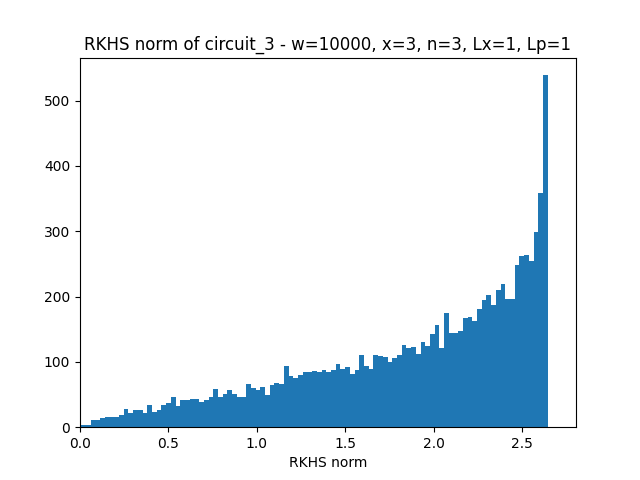 RKHS norm of circuit_3 - w=10000, x=3, n=3, Lx=1, Lp=1
500
400
300
200
100
0
0.0 0.5 1.0 1.5 2.0 2.5
RKHS norm